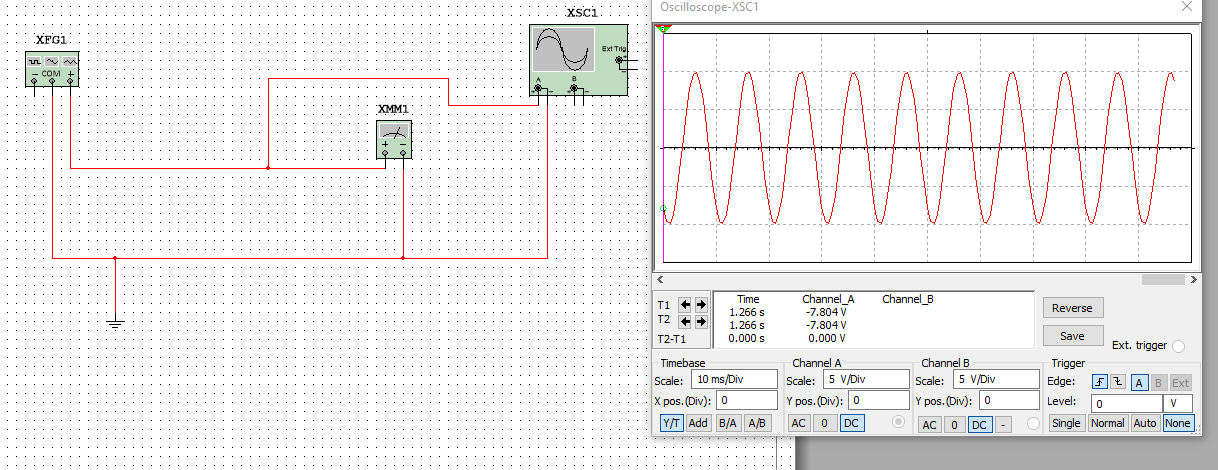 Oscilloscope-XSC1
XSC1
XFG1
Ext Trig
COM
A
B
XMM1
Time Channel_A Channel_B
T1 1.266 s -7.804 V
T2 1.266 s -7.804 V
T2-T1 0.000 s 0.000 V
Reverse
Save
Ext. trigger
Timebase Channel A Channel B Trigger
Scale: 10 ms/Div Scale: 5 V/Div Scale: 5 V/Div Edge: A B Ext
X pos.(Div): 0 Y pos.(Div): 0 Y pos.(Div): 0 Level: 0 V
Y/T Add B/A A/B AC 0 DC AC 0 DC - Single Normal Auto None